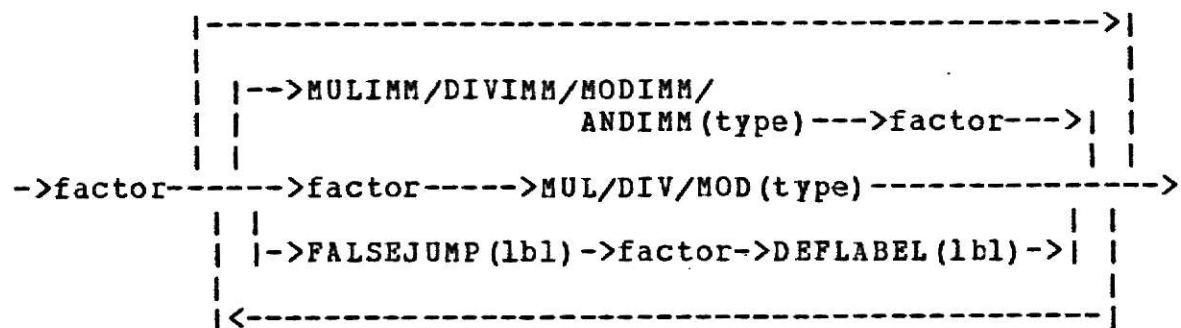 |-------------------------------------------->|
| |-->MULIMM/DIVIMM/MODIMM/ |
| | ANDIMM(type)--->factor--->| |
->factor------>factor----->MUL/DIV/MOD(type)-------------->
| |->FALSEJUMP(lbl)->factor->DEFLABEL(lbl)->| |
|<--------------------------------------------|